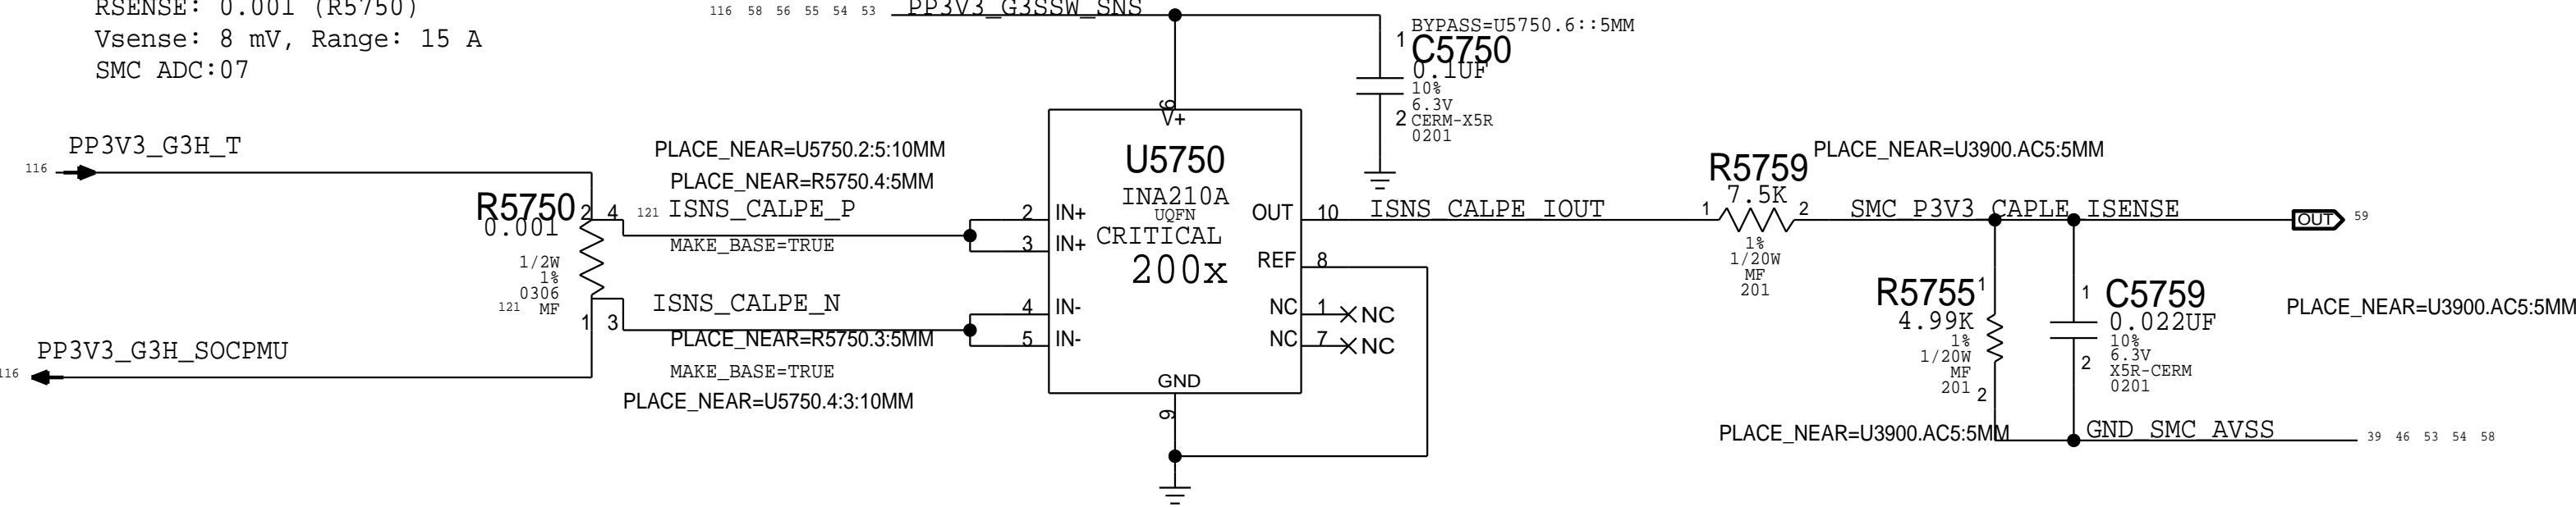 RSENSE: 0.001 (R5750)
Vsense: 8 mV, Range: 15 A
SMC ADC:07
116 58 56 55 54 53
PP3V3_G3SSW_SNS
BYPASS=U5750.6::5MM
1
C5750
0.1UF
10%
6.3V
2
CERM-X5R
0201
116
PP3V3_G3H_T
PLACE_NEAR=U5750.2:5:10MM
PLACE_NEAR=R5750.4:5MM
R5750
0.001
2 4
121
ISNS_CALPE_P
MAKE_BASE=TRUE
1/2W
1%
0306
MF
121
1 3
ISNS_CALPE_N
PLACE_NEAR=R5750.3:5MM
MAKE_BASE=TRUE
PLACE_NEAR=U5750.4:3:10MM
116
PP3V3_G3H_SOCPMU
6
V+
U5750
INA210A
UQFN
CRITICAL
200x
2 IN+
3 IN+
4 IN-
5 IN-
OUT 10
REF 8
NC 1 NC
NC 7 NC
GND
9
ISNS_CALPE_IOUT
R5759
7.5K
1 2
1%
1/20W
MF
201
PLACE_NEAR=U3900.AC5:5MM
SMC_P3V3_CAPLE_ISENSE
OUT 59
R5755
4.99K
1%
1/20W
MF
201
1
2
PLACE_NEAR=U3900.AC5:5MM
1
C5759
0.022UF
10%
6.3V
2
X5R-CERM
0201
PLACE_NEAR=U3900.AC5:5MM
GND_SMC_AVSS
39 46 53 54 58